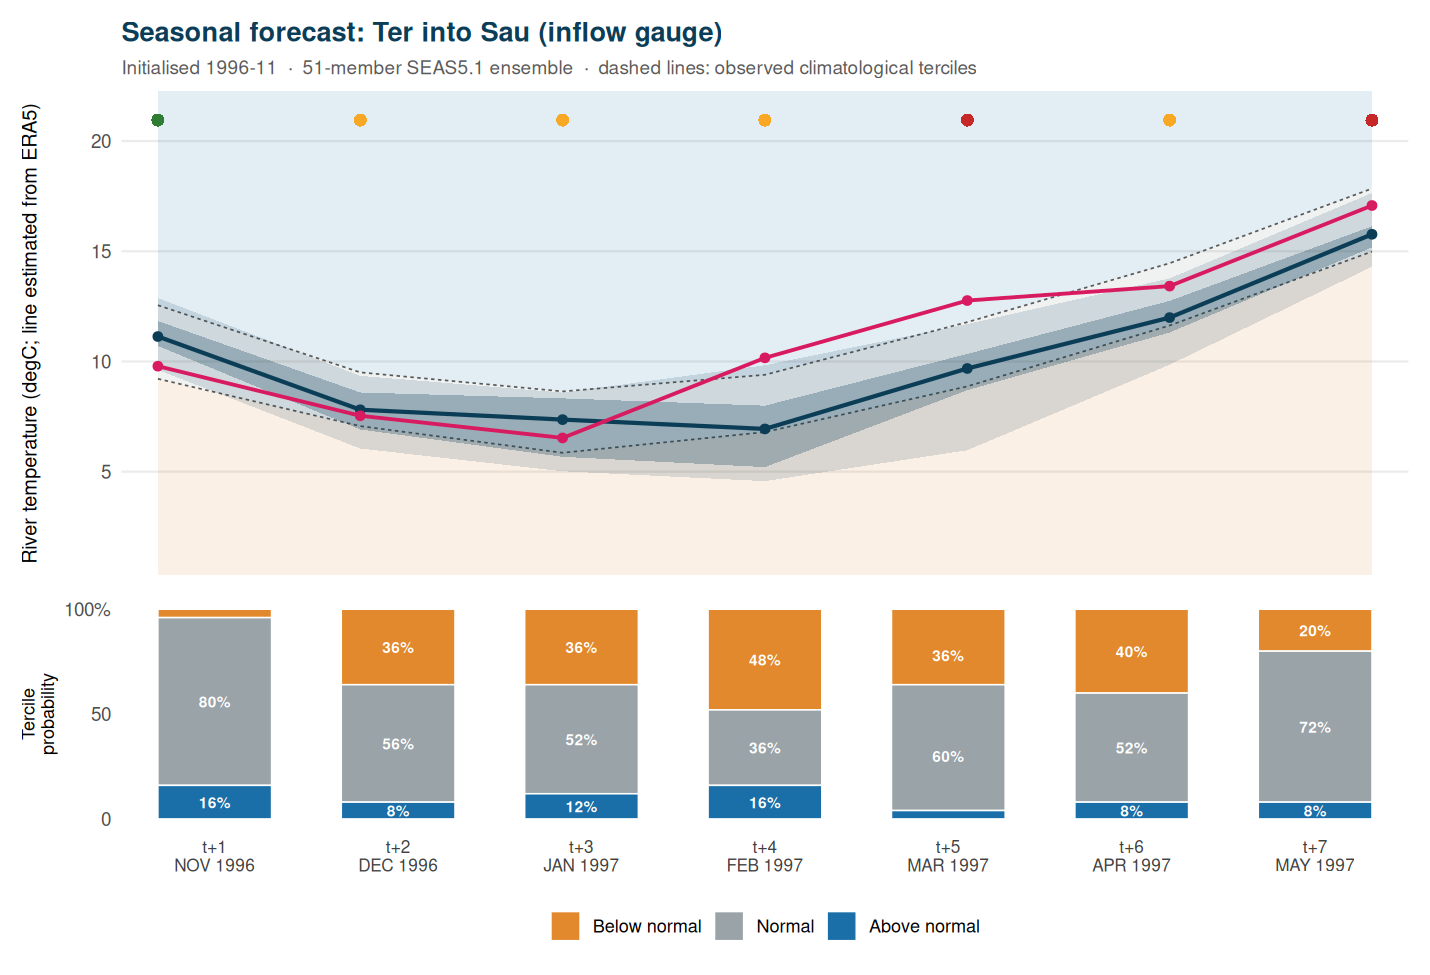 Seasonal forecast: Ter into Sau (inflow gauge)
Initialised 1996-11 · 51-member SEAS5.1 ensemble · dashed lines: observed climatological terciles
River temperature (degC; line estimated from ERA5)
20
15
10
5
Tercile
probability
100%
50
0
80%
16%
36%
56%
8%
36%
52%
12%
48%
36%
16%
36%
60%
40%
52%
8%
20%
72%
8%
t+1
NOV 1996
t+2
DEC 1996
t+3
JAN 1997
t+4
FEB 1997
t+5
MAR 1997
t+6
APR 1997
t+7
MAY 1997
Below normal
Normal
Above normal